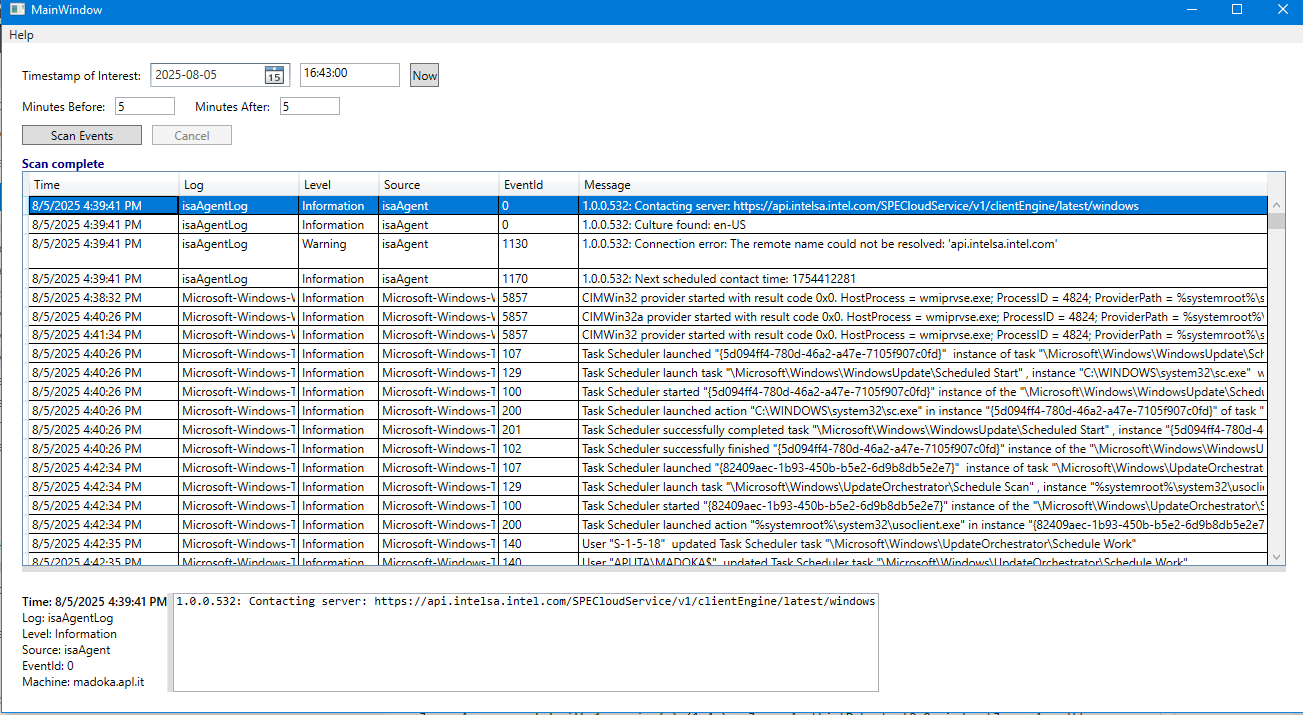 MainWindow
Help
Timestamp of Interest: 2025-08-05 15 16:43:00 Now
Minutes Before: 5 Minutes After: 5
Scan Events Cancel
Scan complete
Time Log Level Source EventId Message
8/5/2025 4:39:41 PM isaAgentLog Information isaAgent 0 1.0.0.532: Contacting server: https://api.intelsa.intel.com/SPECloudService/v1/clientEngine/latest/windows
8/5/2025 4:39:41 PM isaAgentLog Information isaAgent 0 1.0.0.532: Culture found: en-US
8/5/2025 4:39:41 PM isaAgentLog Warning isaAgent 1130 1.0.0.532: Connection error: The remote name could not be resolved: 'api.intelsa.intel.com'
8/5/2025 4:39:41 PM isaAgentLog Information isaAgent 1170 1.0.0.532: Next scheduled contact time: 1754412281
8/5/2025 4:38:32 PM Microsoft-Windows-W Information Microsoft-Windows-W 5857 CIMWin32 provider started with result code 0x0. HostProcess = wmiprvse.exe; ProcessID = 4824; ProviderPath = %systemroot%\s
8/5/2025 4:40:26 PM Microsoft-Windows-W Information Microsoft-Windows-W 5857 CIMWin32a provider started with result code 0x0. HostProcess = wmiprvse.exe; ProcessID = 4824; ProviderPath = %systemroot%\
8/5/2025 4:41:34 PM Microsoft-Windows-W Information Microsoft-Windows-W 5857 CIMWin32 provider started with result code 0x0. HostProcess = wmiprvse.exe; ProcessID = 4824; ProviderPath = %systemroot%\s
8/5/2025 4:40:26 PM Microsoft-Windows-T Information Microsoft-Windows-T 107 Task Scheduler launched "{5d094ff4-780d-46a2-a47e-7105f907c0fd}" instance of task "\Microsoft\Windows\WindowsUpdate\Sch
8/5/2025 4:40:26 PM Microsoft-Windows-T Information Microsoft-Windows-T 129 Task Scheduler launch task "\Microsoft\Windows\WindowsUpdate\Scheduled Start" , instance "C:\WINDOWS\system32\sc.exe" w
8/5/2025 4:40:26 PM Microsoft-Windows-T Information Microsoft-Windows-T 100 Task Scheduler started "{5d094ff4-780d-46a2-a47e-7105f907c0fd}" instance of the "\Microsoft\Windows\WindowsUpdate\Schedu
8/5/2025 4:40:26 PM Microsoft-Windows-T Information Microsoft-Windows-T 200 Task Scheduler launched action "C:\WINDOWS\system32\sc.exe" in instance "{5d094ff4-780d-46a2-a47e-7105f907c0fd}" of task "
8/5/2025 4:40:26 PM Microsoft-Windows-T Information Microsoft-Windows-T 201 Task Scheduler successfully completed task "\Microsoft\Windows\WindowsUpdate\Scheduled Start" , instance "{5d094ff4-780d-4
8/5/2025 4:40:26 PM Microsoft-Windows-T Information Microsoft-Windows-T 102 Task Scheduler successfully finished "{5d094ff4-780d-46a2-a47e-7105f907c0fd}" instance of the "\Microsoft\Windows\WindowsU
8/5/2025 4:42:34 PM Microsoft-Windows-T Information Microsoft-Windows-T 107 Task Scheduler launched "{82409aec-1b93-450b-b5e2-6d9b8db5e2e7}" instance of task "\Microsoft\Windows\UpdateOrchestrat
8/5/2025 4:42:34 PM Microsoft-Windows-T Information Microsoft-Windows-T 129 Task Scheduler launch task "\Microsoft\Windows\UpdateOrchestrator\Schedule Scan" , instance "%systemroot%\system32\usocli
8/5/2025 4:42:34 PM Microsoft-Windows-T Information Microsoft-Windows-T 100 Task Scheduler started "{82409aec-1b93-450b-b5e2-6d9b8db5e2e7}" instance of the "\Microsoft\Windows\UpdateOrchestrator\S
8/5/2025 4:42:34 PM Microsoft-Windows-T Information Microsoft-Windows-T 200 Task Scheduler launched action "%systemroot%\system32\usoclient.exe" in instance "{82409aec-1b93-450b-b5e2-6d9b8db5e2e7
8/5/2025 4:42:35 PM Microsoft-Windows-T Information Microsoft-Windows-T 140 User "S-1-5-18" updated Task Scheduler task "\Microsoft\Windows\UpdateOrchestrator\Schedule Work"
8/5/2025 4:42:35 PM Microsoft-Windows-T Information Microsoft-Windows-T 140 User "APLITA\MADOKA$" updated Task Scheduler task "\Microsoft\Windows\UpdateOrchestrator\Schedule Work"
Time: 8/5/2025 4:39:41 PM 1.0.0.532: Contacting server: https://api.intelsa.intel.com/SPECloudService/v1/clientEngine/latest/windows
Log: isaAgentLog
Level: Information
Source: isaAgent
EventId: 0
Machine: madoka.apl.it